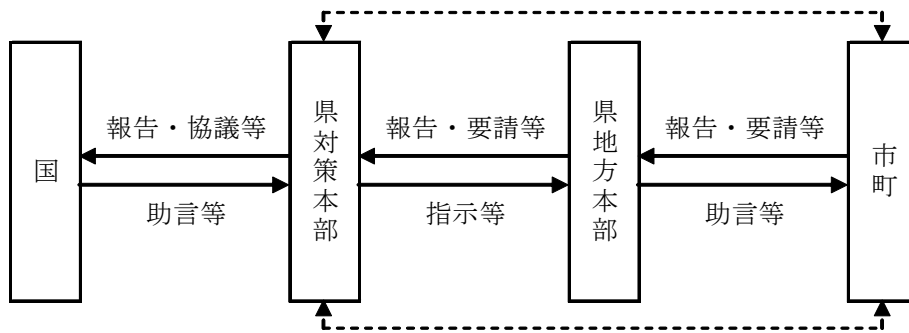 国
報告・協議等
助言等
県対策本部
報告・要請等
指示等
県地方本部
報告・要請等
助言等
市町